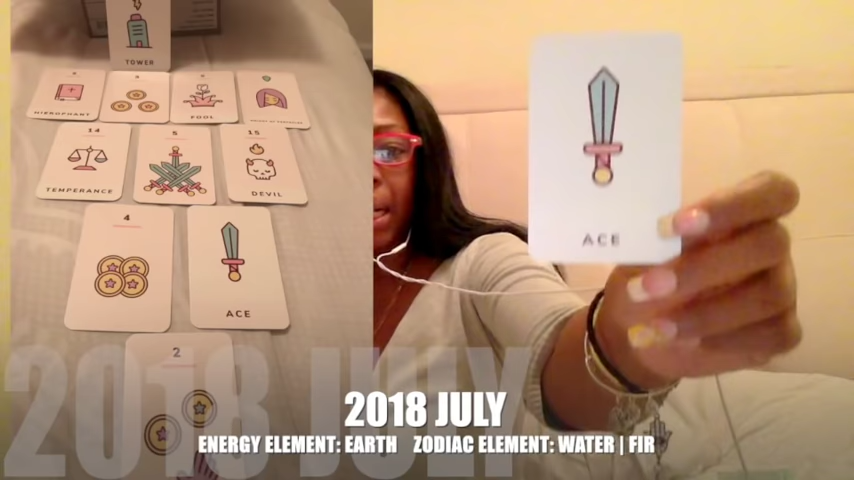 TOWER
HIEROPHANT
3
FOOL
14
TEMPERANCE
5
15
DEVIL
4
ACE
2
ACE
2018 JULY
2018 JULY
ENERGY ELEMENT: EARTH ZODIAC ELEMENT: WATER | FIR